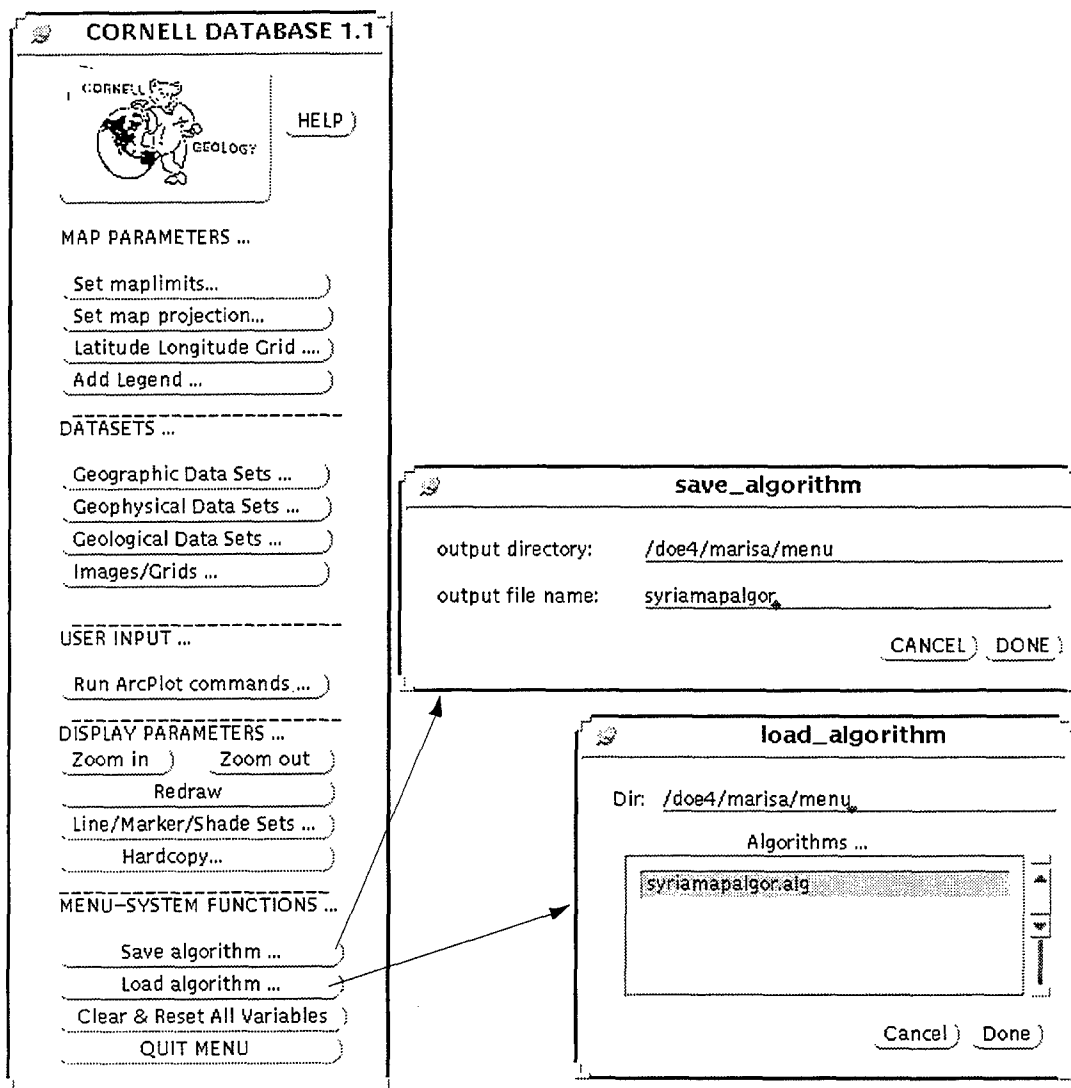 CORNELL DATABASE 1.1
CORNELL
GEOLOGY
HELP
MAP PARAMETERS ...
Set maplimits...
Set map projection...
Latitude Longitude Grid ....
Add Legend ...
DATASETS ...
Geographic Data Sets ...
Geophysical Data Sets ...
Geological Data Sets ...
Images/Grids ...
USER INPUT ...
Run ArcPlot commands ...
DISPLAY PARAMETERS ...
Zoom in Zoom out
Redraw
Line/Marker/Shade Sets ...
Hardcopy...
MENU-SYSTEM FUNCTIONS ...
Save algorithm ...
Load algorithm ...
Clear & Reset All Variables
QUIT MENU
save_algorithm
output directory: /doe4/marisa/menu
output file name: syriamapalgor
CANCEL DONE
load_algorithm
Dir: /doe4/marisa/menu
Algorithms ...
syriamapalgor.alg
Cancel Done